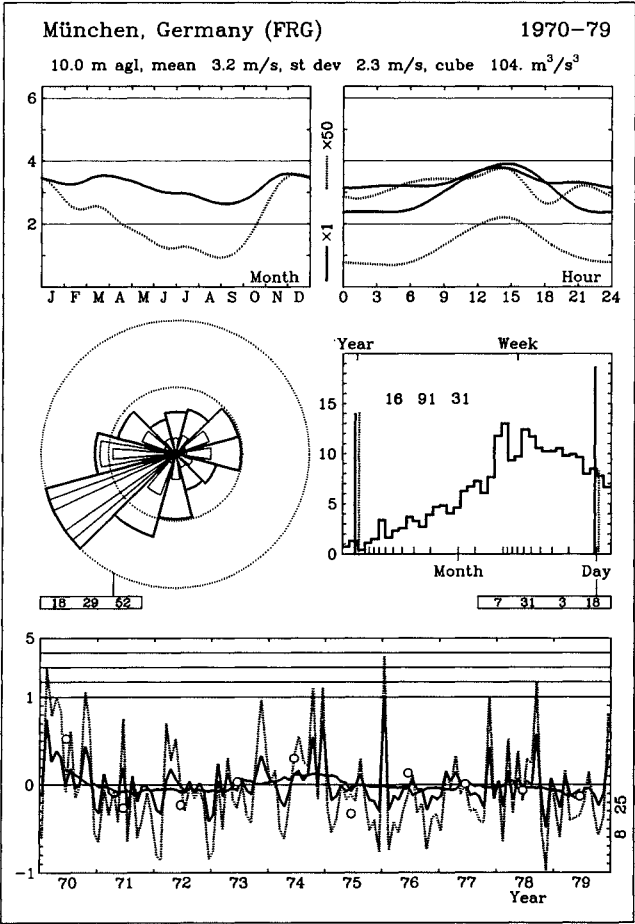 München, Germany (FRG) 1970-79
10.0 m agl, mean 3.2 m/s, st dev 2.3 m/s, cube 104. m³/s³
6
4
2
Month
J F M A M J J A S O N D
×50
×1
Hour
0 3 6 9 12 15 18 21 24
Year Week
16 91 31
15
10
5
0
Month Day
18 29 52
7 31 3 18
5
1
0
-1
8 25
70 71 72 73 74 75 76 77 78 79
Year